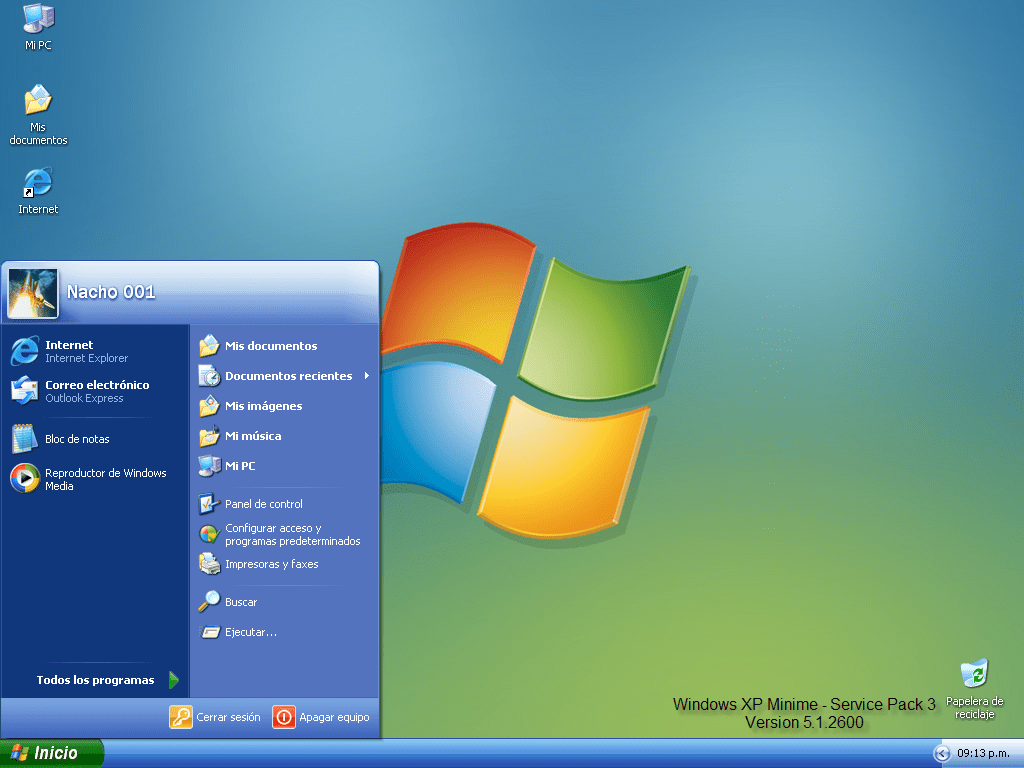 Mi PC
Mis
documentos
Internet
Nacho 001
Internet
Internet Explorer
Correo electrónico
Outlook Express
Bloc de notas
Reproductor de Windows
Media
Todos los programas
Mis documentos
Documentos recientes
Mis imágenes
Mi música
Mi PC
Panel de control
Configurar acceso y
programas predeterminados
Impresoras y faxes
Buscar
Ejecutar...
Cerrar sesión
Apagar equipo
Windows XP Minime - Service Pack 3
Version 5.1.2600
Papelera de
reciclaje
Inicio
09:13 p.m.